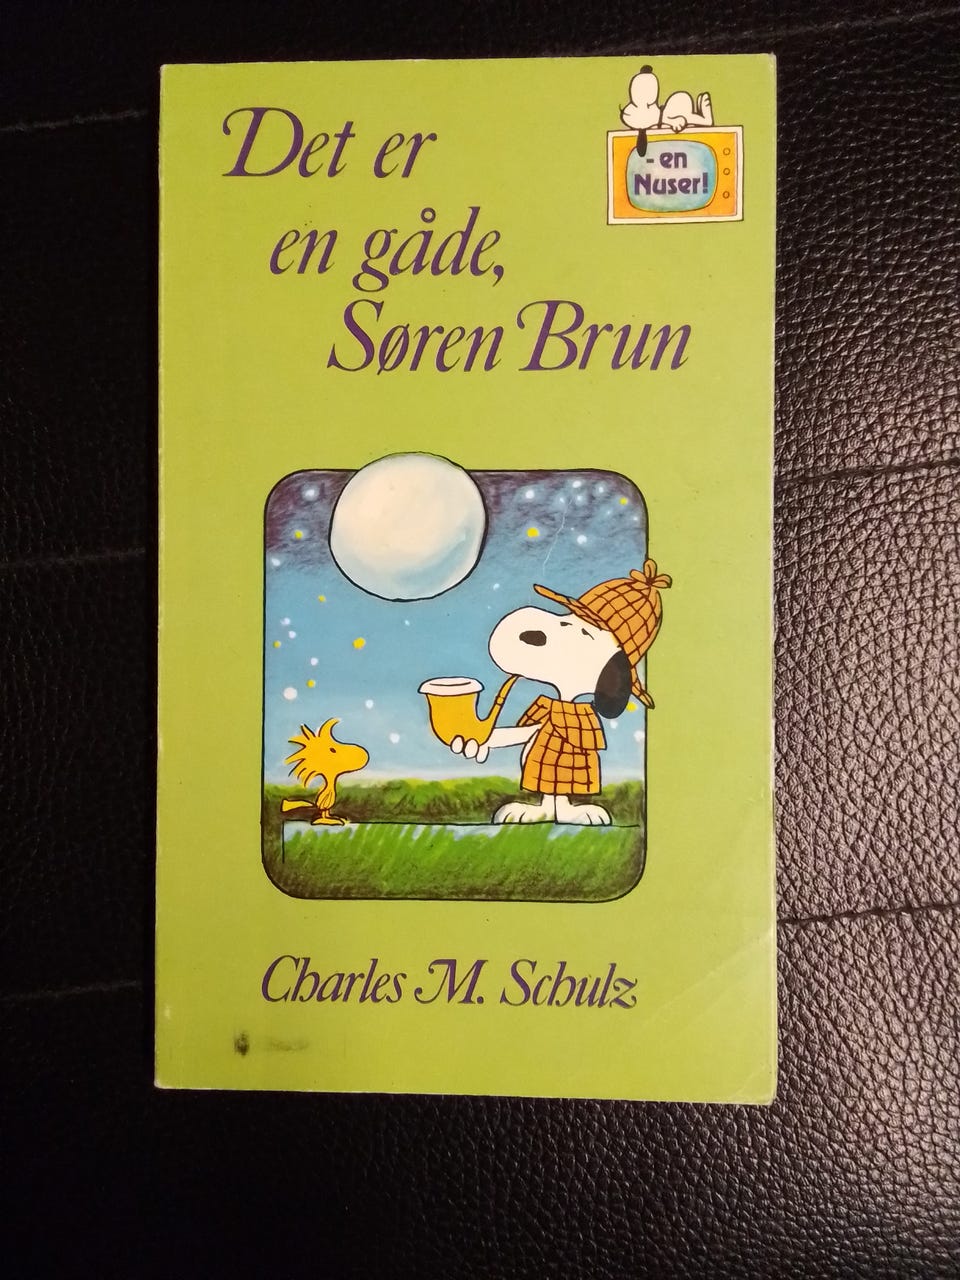 Det er
en gåde,
Søren Brun
- en
Nuser!
Charles M. Schulz